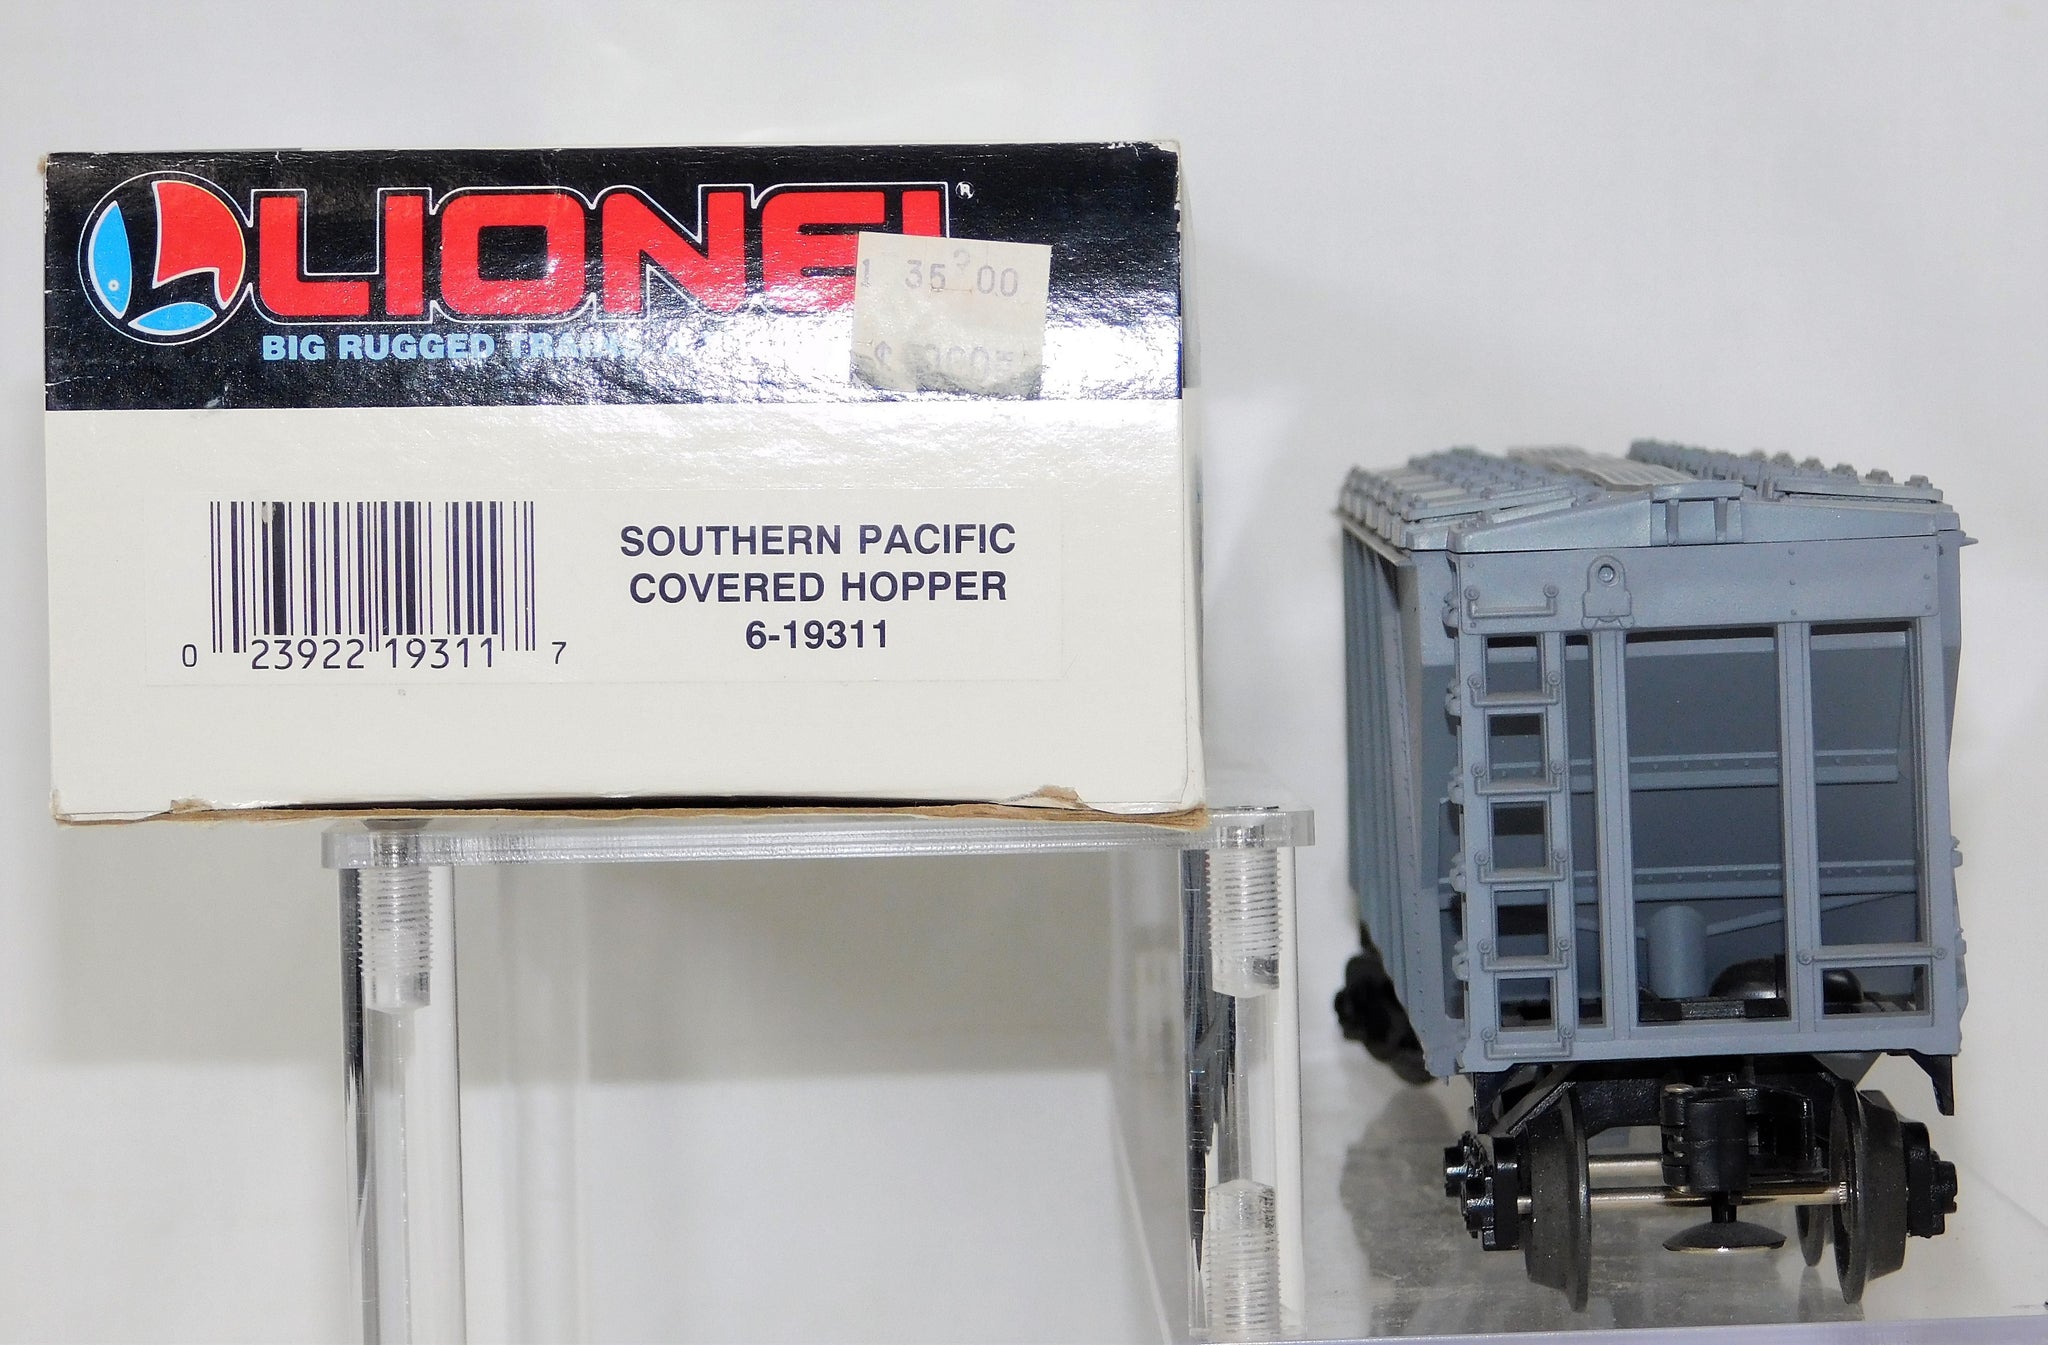 LIONEL®
BIG RUGGED TRAINS
35 00
SOUTHERN PACIFIC
COVERED HOPPER
6-19311
0 23922 19311 7